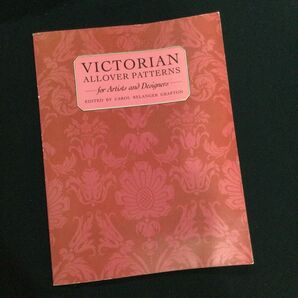 VICTORIAN
ALLOVER PATTERNS
for Artists and Designers
EDITED BY CAROL BELANGER GRAFTON